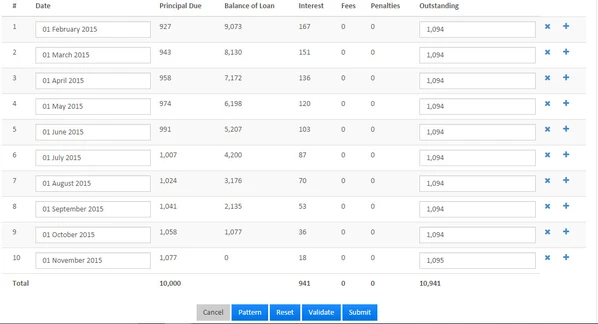 # Date Principal Due Balance of Loan Interest Fees Penalties Outstanding
1 01 February 2015 927 9,073 167 0 0 1,094
2 01 March 2015 943 8,130 151 0 0 1,094
3 01 April 2015 958 7,172 136 0 0 1,094
4 01 May 2015 974 6,198 120 0 0 1,094
5 01 June 2015 991 5,207 103 0 0 1,094
6 01 July 2015 1,007 4,200 87 0 0 1,094
7 01 August 2015 1,024 3,176 70 0 0 1,094
8 01 September 2015 1,041 2,135 53 0 0 1,094
9 01 October 2015 1,058 1,077 36 0 0 1,094
10 01 November 2015 1,077 0 18 0 0 1,095
Total 10,000 941 0 0 10,941
Cancel Pattern Reset Validate Submit